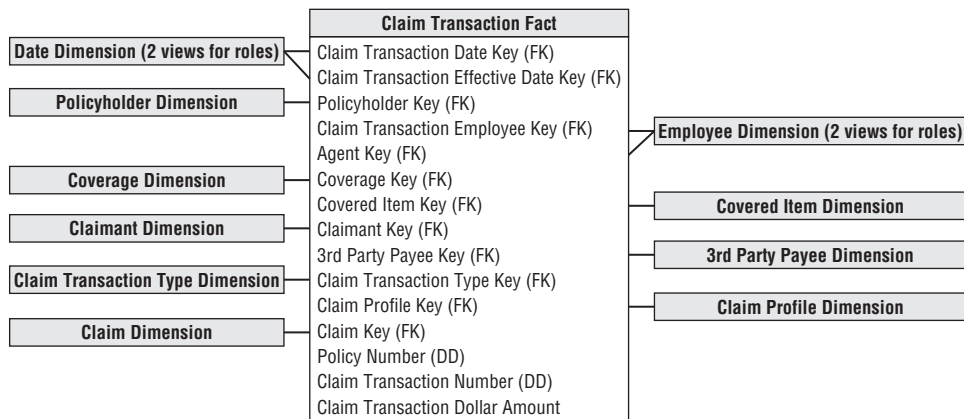 Claim Transaction Fact
Date Dimension (2 views for roles)
Policyholder Dimension
Coverage Dimension
Claimant Dimension
Claim Transaction Type Dimension
Claim Dimension
Claim Transaction Date Key (FK)
Claim Transaction Effective Date Key (FK)
Policyholder Key (FK)
Claim Transaction Employee Key (FK)
Agent Key (FK)
Coverage Key (FK)
Covered Item Key (FK)
Claimant Key (FK)
3rd Party Payee Key (FK)
Claim Transaction Type Key (FK)
Claim Profile Key (FK)
Claim Key (FK)
Policy Number (DD)
Claim Transaction Number (DD)
Claim Transaction Dollar Amount
Employee Dimension (2 views for roles)
Covered Item Dimension
3rd Party Payee Dimension
Claim Profile Dimension